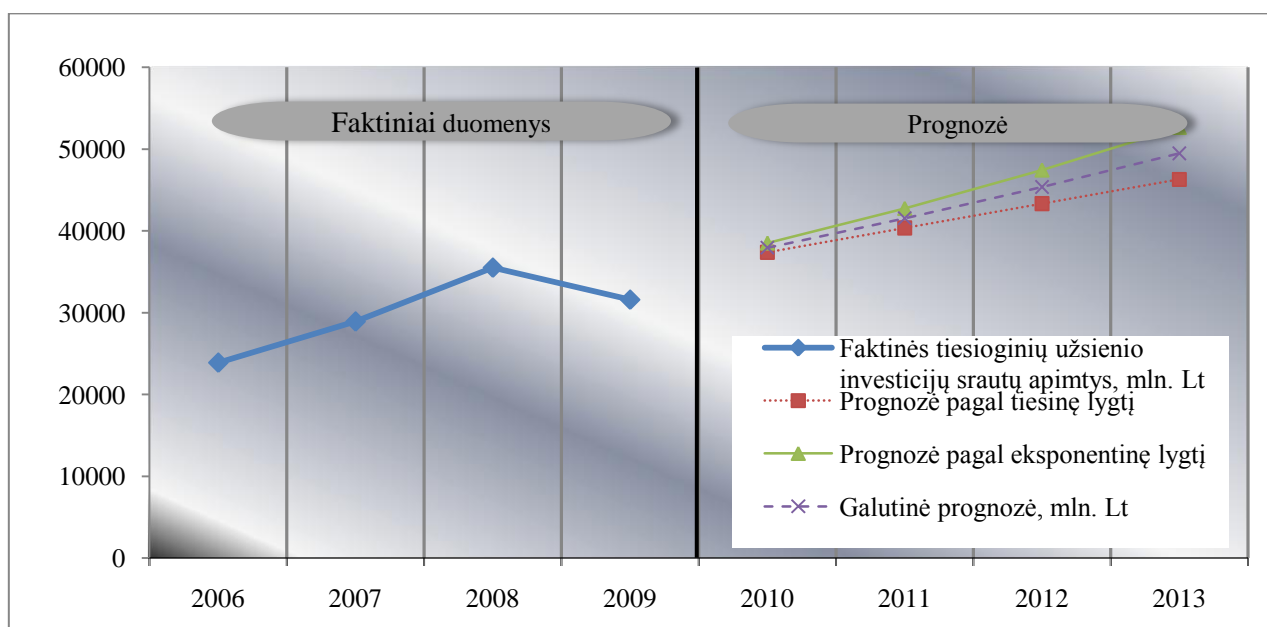 60000
50000
40000
30000
20000
10000
0
Faktiniai duomenys
Prognozė
Faktinės tiesioginių užsienio
investicijų srautų apimtys, mln. Lt
Prognozė pagal tiesinę lygtį
Prognozė pagal eksponentinę lygtį
Galutinė prognozė, mln. Lt
2006 2007 2008 2009 2010 2011 2012 2013